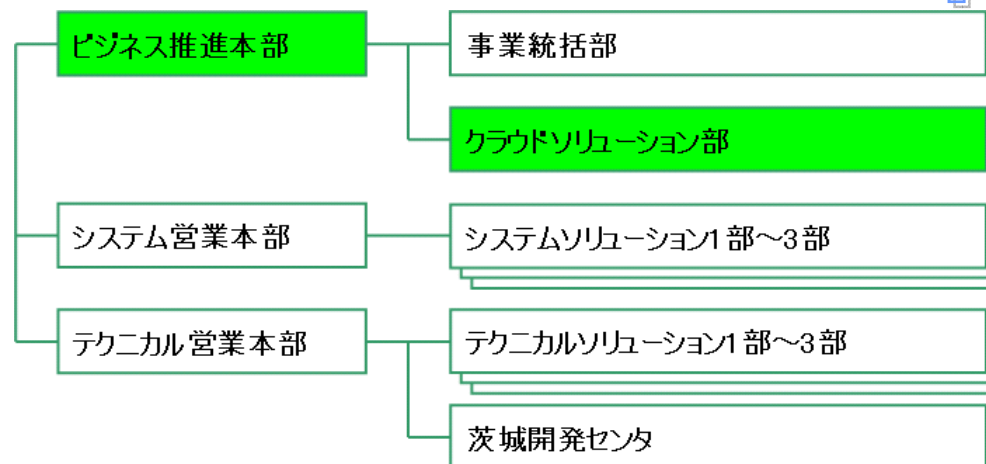 ビジネス推進本部
事業統括部
クラウドソリューション部
システム営業本部
システムソリューション1部～3部
テクニカル営業本部
テクニカルソリューション1部～3部
茨城開発センタ